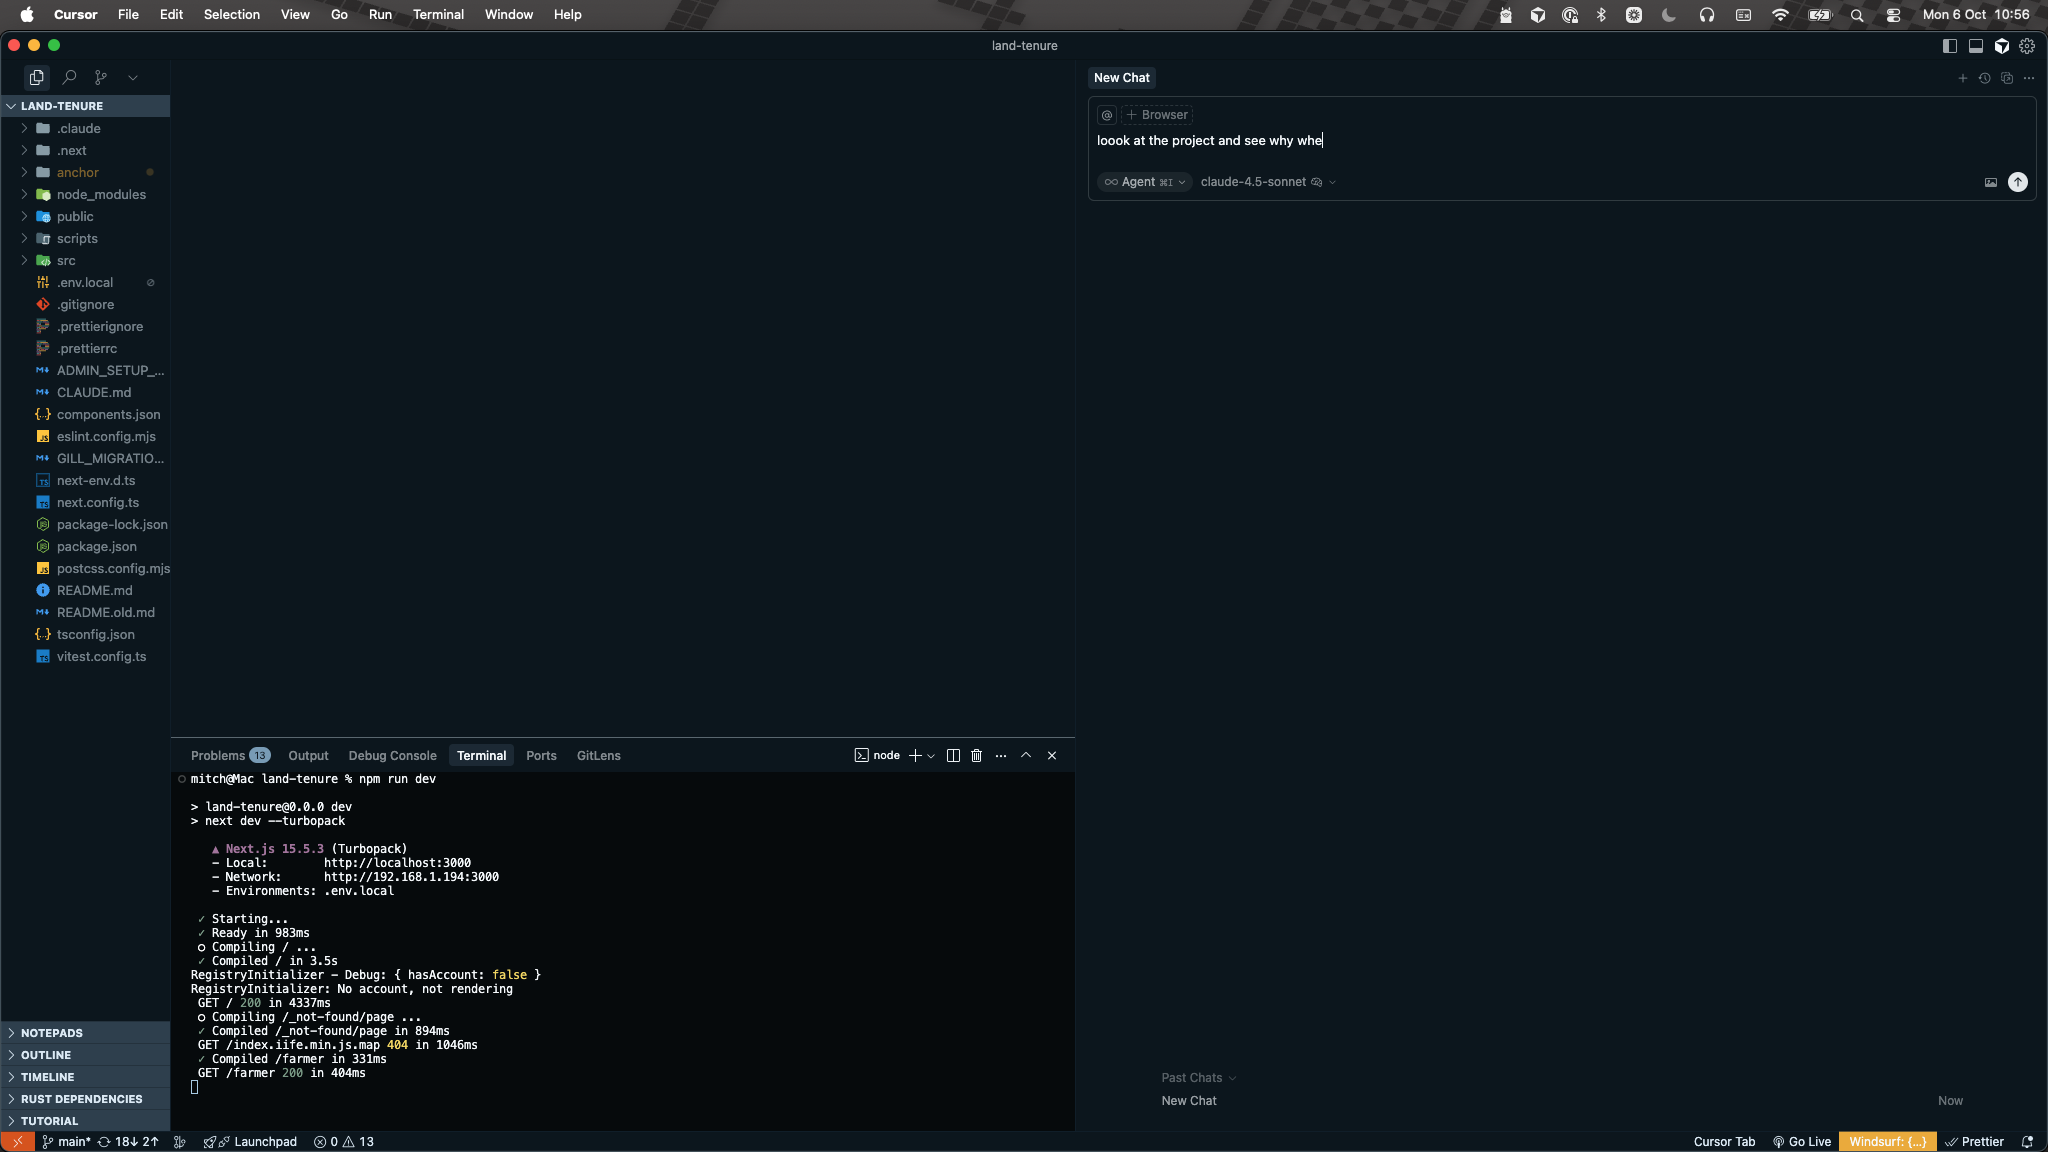 Cursor File Edit Selection View Go Run Terminal Window Help
Mon 6 Oct 10:56
land-tenure
LAND-TENURE
.claude
.next
anchor
node_modules
public
scripts
src
.env.local
.gitignore
.prettierignore
.prettierrc
ADMIN_SETUP_...
CLAUDE.md
components.json
eslint.config.mjs
GILL_MIGRATIO...
next-env.d.ts
next.config.ts
package-lock.json
package.json
postcss.config.mjs
README.md
README.old.md
tsconfig.json
vitest.config.ts
NOTEPADS
OUTLINE
TIMELINE
RUST DEPENDENCIES
TUTORIAL
Problems 13 Output Debug Console Terminal Ports GitLens
node
mitch@Mac land-tenure % npm run dev
> land-tenure@0.0.0 dev
> next dev --turbopack
▲ Next.js 15.5.3 (Turbopack)
- Local: http://localhost:3000
- Network: http://192.168.1.194:3000
- Environments: .env.local
✓ Starting...
✓ Ready in 983ms
○ Compiling / ...
✓ Compiled / in 3.5s
RegistryInitializer - Debug: { hasAccount: false }
RegistryInitializer: No account, not rendering
GET / 200 in 4337ms
○ Compiling /_not-found/page ...
✓ Compiled /_not-found/page in 894ms
GET /index.iife.min.js.map 404 in 1046ms
✓ Compiled /farmer in 331ms
GET /farmer 200 in 404ms
New Chat
@ + Browser
loook at the project and see why whe
∞ Agent ⌘I claude-4.5-sonnet
Past Chats
New Chat Now
main* 18↓ 2↑ Launchpad 0 13
Cursor Tab Go Live Windsurf: {...} Prettier